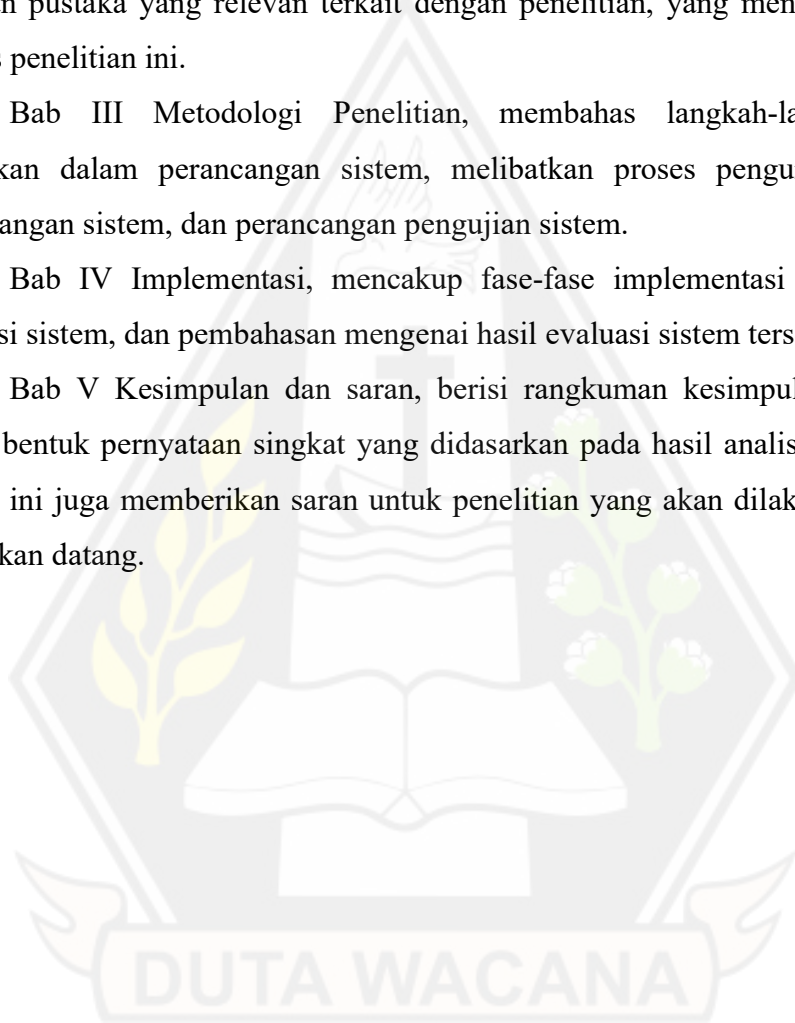 n pustaka yang relevan terkait dengan penelitian, yang men
s penelitian ini.
Bab III Metodologi Penelitian, membahas langkah-la
kan dalam perancangan sistem, melibatkan proses pengu
angan sistem, dan perancangan pengujian sistem.
Bab IV Implementasi, mencakup fase-fase implementasi
si sistem, dan pembahasan mengenai hasil evaluasi sistem ters
Bab V Kesimpulan dan saran, berisi rangkuman kesimpul
bentuk pernyataan singkat yang didasarkan pada hasil analis
ini juga memberikan saran untuk penelitian yang akan dilak
kan datang.
DUTA WACANA